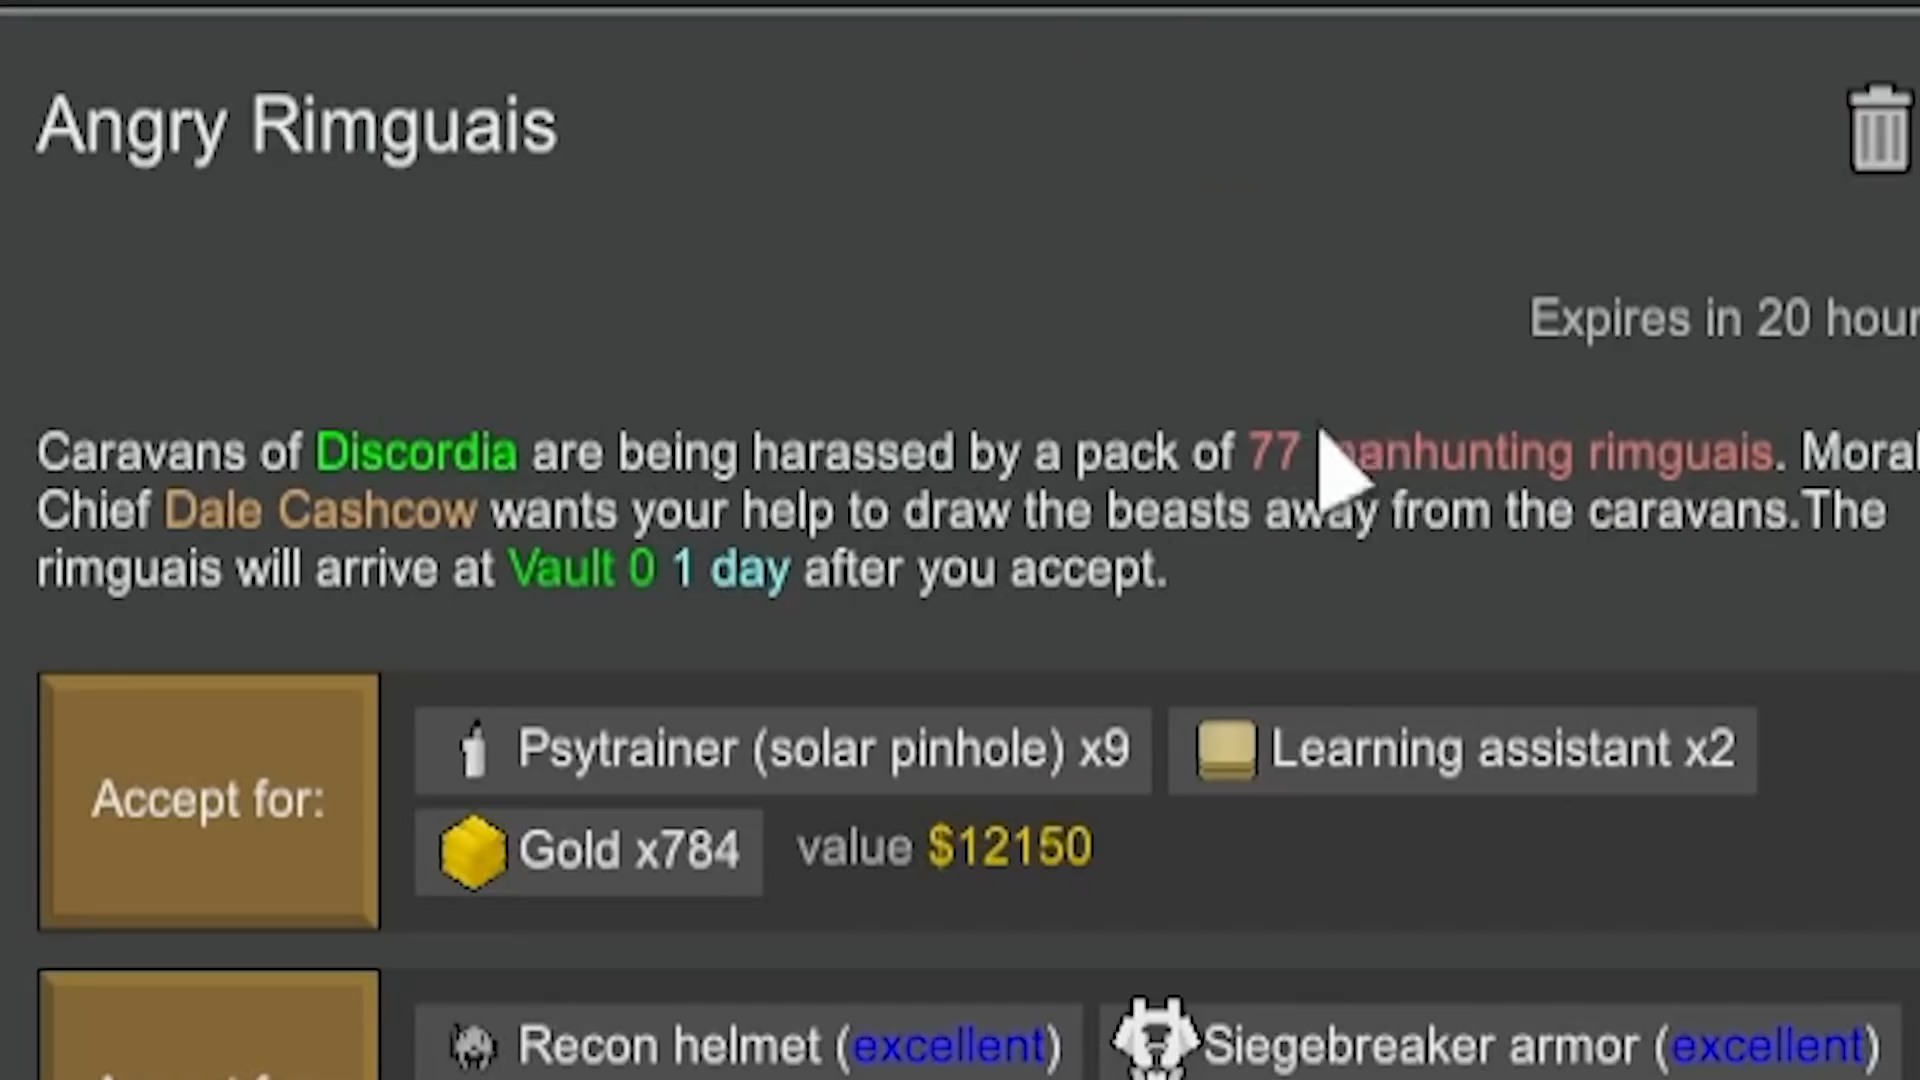 Angry Rimguais
Expires in 20 hour
Caravans of Discordia are being harassed by a pack of 77 manhunting rimguais. Moral
Chief Dale Cashcow wants your help to draw the beasts away from the caravans.The
rimguais will arrive at Vault 0 1 day after you accept.
Accept for:
Psytrainer (solar pinhole) x9
Learning assistant x2
Gold x784
value $12150
Recon helmet (excellent)
Siegebreaker armor (excellent)